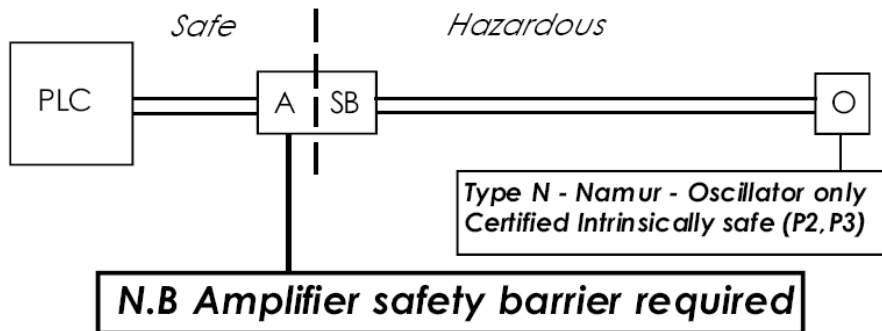 Safe
Hazardous
PLC
A
SB
O
Type N - Namur - Oscillator only
Certified Intrinsically safe (P2,P3)
N.B Amplifier safety barrier required